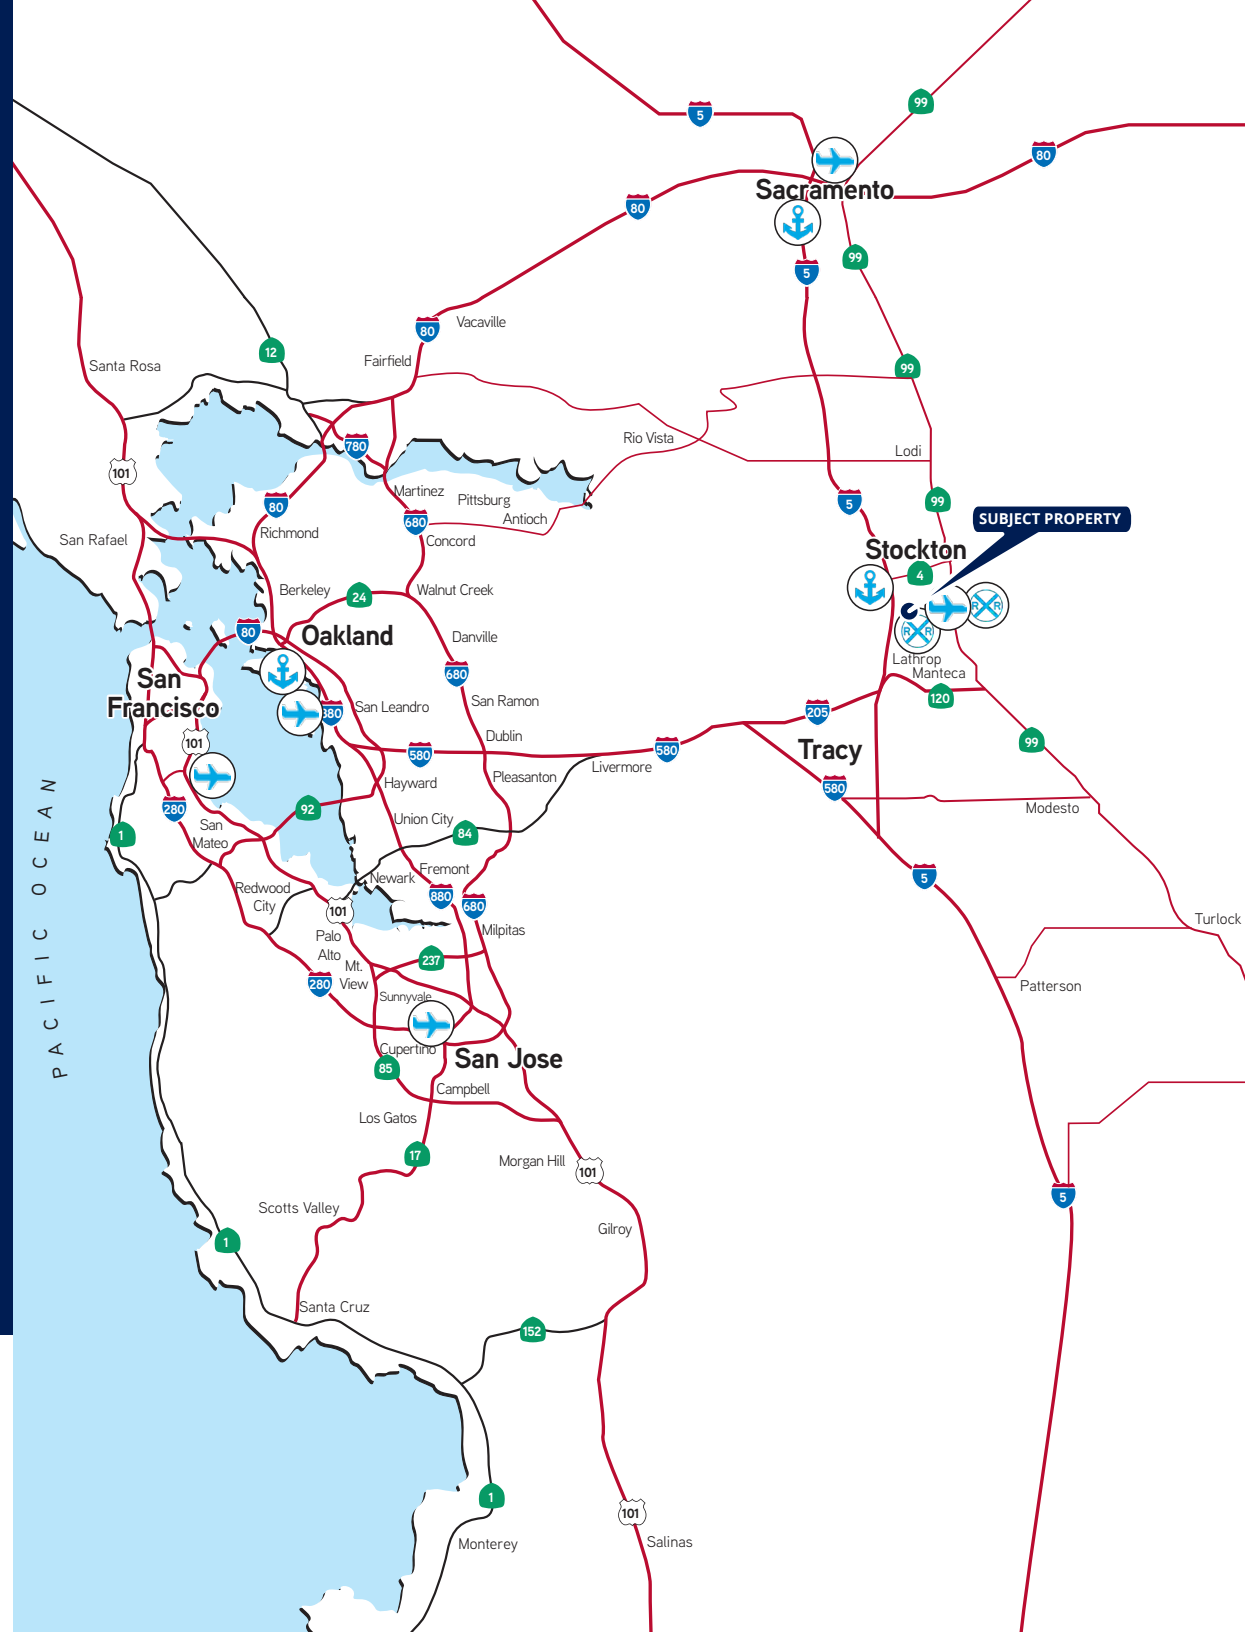 99
5
80
Sacramento
80
99
5
Vacaville
80
12
Fairfield
Santa Rosa
99
Rio Vista
780
Lodi
101
Martinez
Pittsburg
99
5
80
Antioch
680
SUBJECT PROPERTY
Richmond
San Rafael
Concord
Stockton
4
Berkeley
24
Walnut Creek
R R
R R
80
Oakland
Danville
Lathrop
680
Manteca
San
Francisco
San Ramon
120
San Leandro
880
205
Dublin
101
99
580
580
Tracy
Livermore
Pleasanton
Hayward
580
280
92
Modesto
Union City
San
Mateo
1
84
Fremont
5
Newark
Redwood
City
880
680
101
Turlock
Milpitas
Palo
Alto
237
Mt.
View
280
Patterson
Sunnyvale
PACIFIC OCEAN
Cupertino
San Jose
85
Campbell
Los Gatos
17
Morgan Hill
101
5
Scotts Valley
Gilroy
1
Santa Cruz
152
1
101
Monterey
Salinas